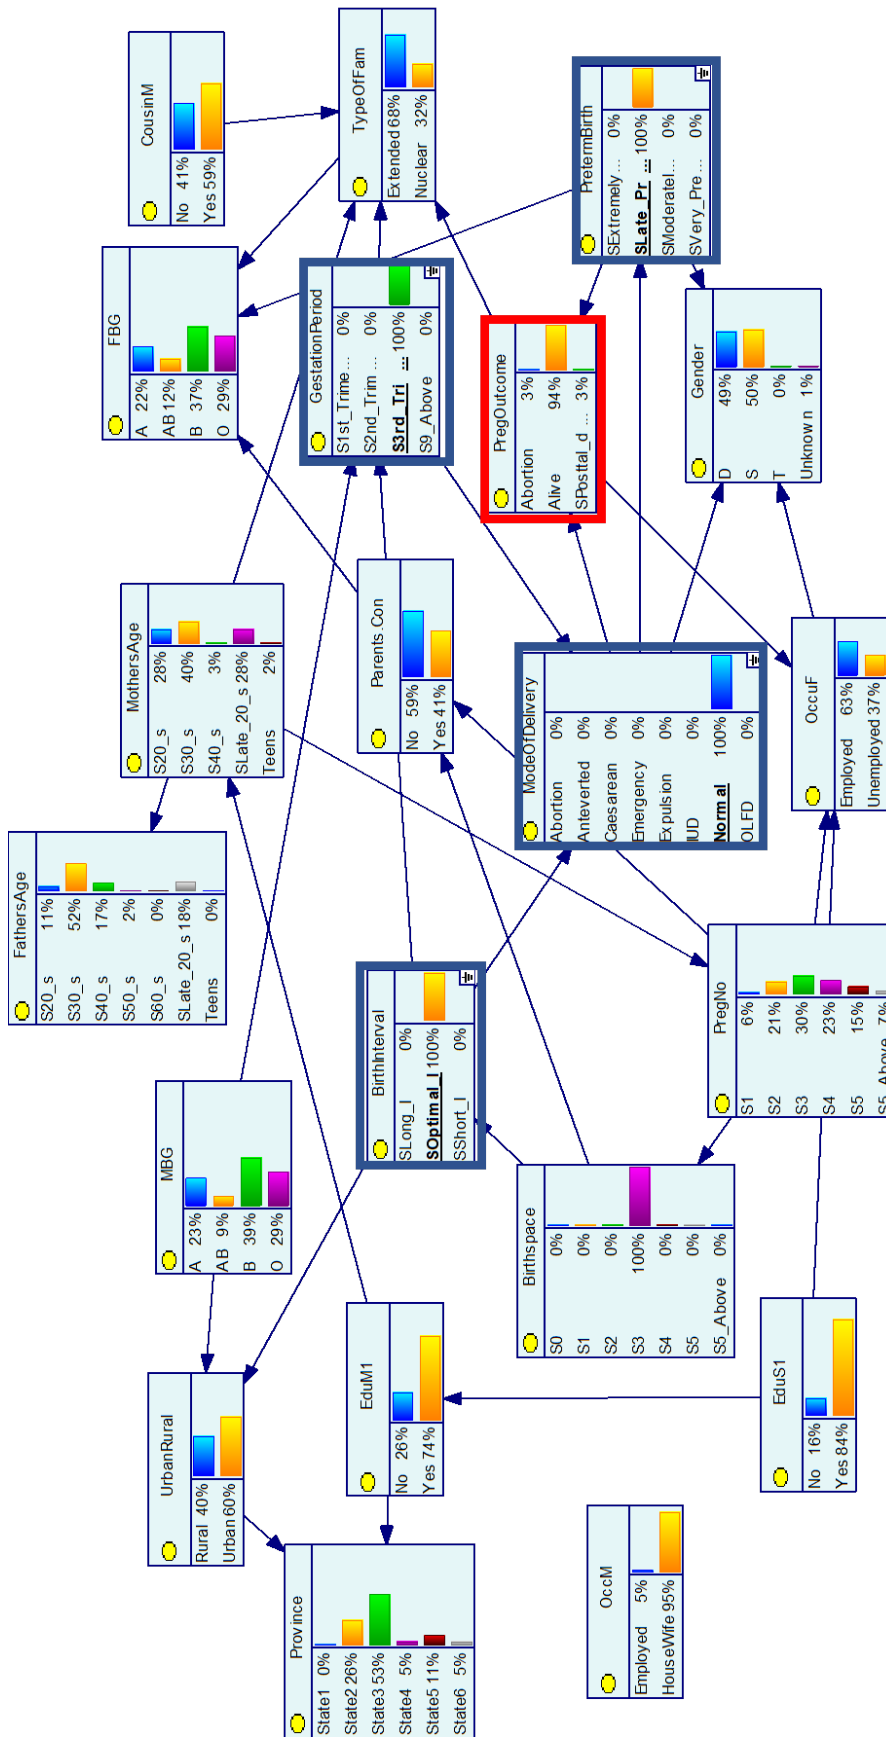 CousinM
No 41%
Yes 59%
TypeOfFam
Extended 68%
Nuclear 32%
PretermBirth
SExtremely ... 0%
SLate_Pr ... 100%
SModeratel... 0%
SVery_Pre ... 0%
FBG
A 22%
AB 12%
B 37%
O 29%
GestationPeriod
S1st_Trime ... 0%
S2nd_Trim ... 0%
S3rd_Tri ... 100%
S9_Above 0%
PregOutcome
Abortion 3%
Alive 94%
SPosttal_d ... 3%
Gender
D 49%
S 50%
T 0%
Unknown 1%
MothersAge
S20_s 28%
S30_s 40%
S40_s 3%
SLate_20_s 28%
Teens 2%
Parents.Con
No 59%
Yes 41%
ModeOfDelivery
Abortion 0%
Anteverted 0%
Caesarean 0%
Emergency 0%
Expulsion 0%
IUD 0%
Normal 100%
OLFD 0%
OccuF
Employed 63%
Unemployed 37%
FathersAge
S20_s 11%
S30_s 52%
S40_s 17%
S50_s 2%
S60_s 0%
SLate_20_s 18%
Teens 0%
BirthInterval
SLong_I 0%
SOptimal_I 100%
SShort_I 0%
PregNo
S1 6%
S2 21%
S3 30%
S4 23%
S5 15%
S5_Above 7%
MBG
A 23%
AB 9%
B 39%
O 29%
Birthspace
S0 0%
S1 0%
S2 0%
S3 100%
S4 0%
S5 0%
S5_Above 0%
UrbanRural
Rural 40%
Urban 60%
EduM1
No 26%
Yes 74%
EduS1
No 16%
Yes 84%
Province
State1 0%
State2 26%
State3 53%
State4 5%
State5 11%
State6 5%
OccM
Employed 5%
HouseWife 95%